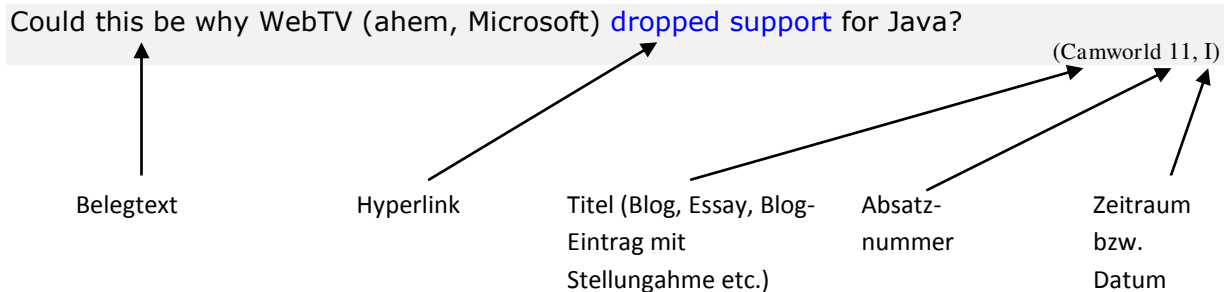 Could this be why WebTV (ahem, Microsoft) dropped support for Java?
(Camworld 11, I)
Belegtext
Hyperlink
Titel (Blog, Essay, Blog-
Eintrag mit
Stellungahme etc.)
Absatz-
nummer
Zeitraum
bzw.
Datum